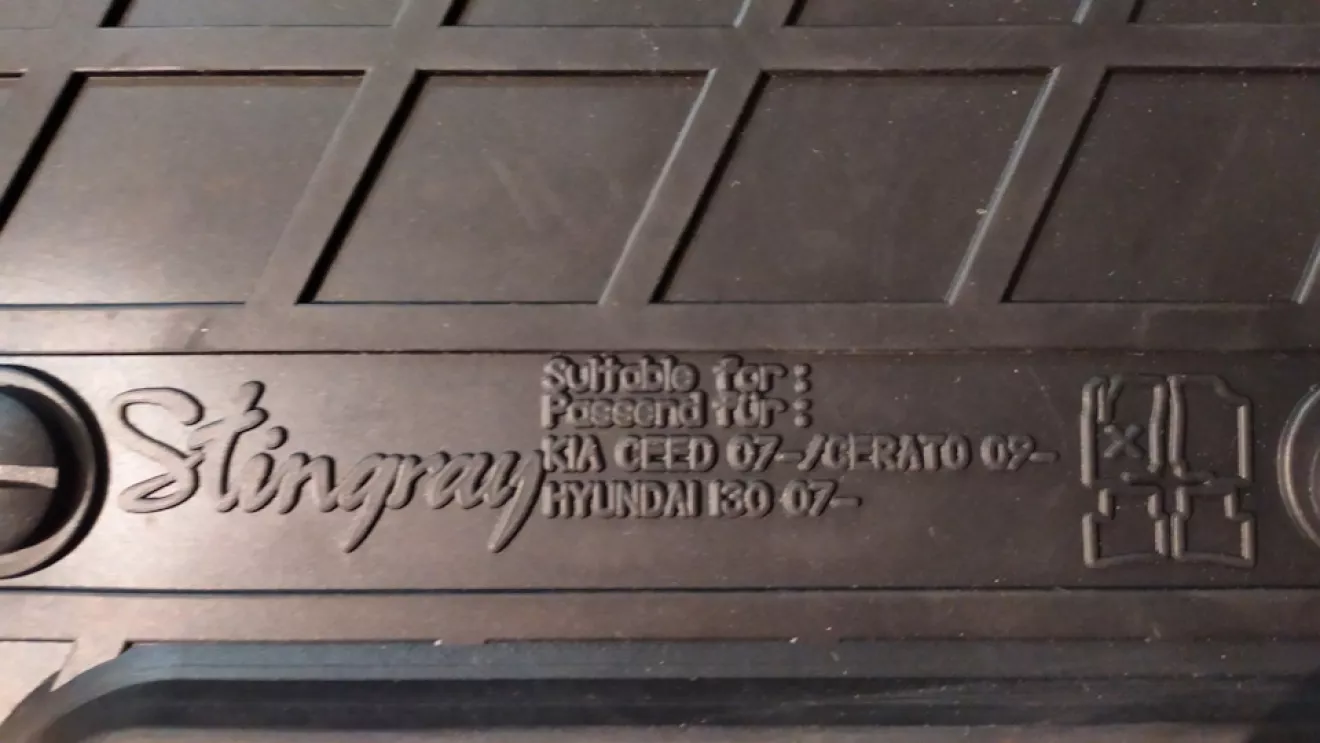 Stingray
Suitable for:
Passend für:
KIA CEED 07-/CERATO 09-
HYUNDAI I30 07-